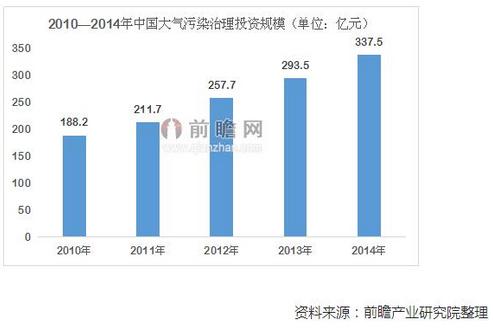 2010—2014年中国大气污染治理投资规模（单位：亿元）
350
300
250
200
150
100
50
0
188.2
211.7
257.7
293.5
337.5
前瞻网
www.qianzhan.com
2010年
2011年
2012年
2013年
2014年
资料来源：前瞻产业研究院整理